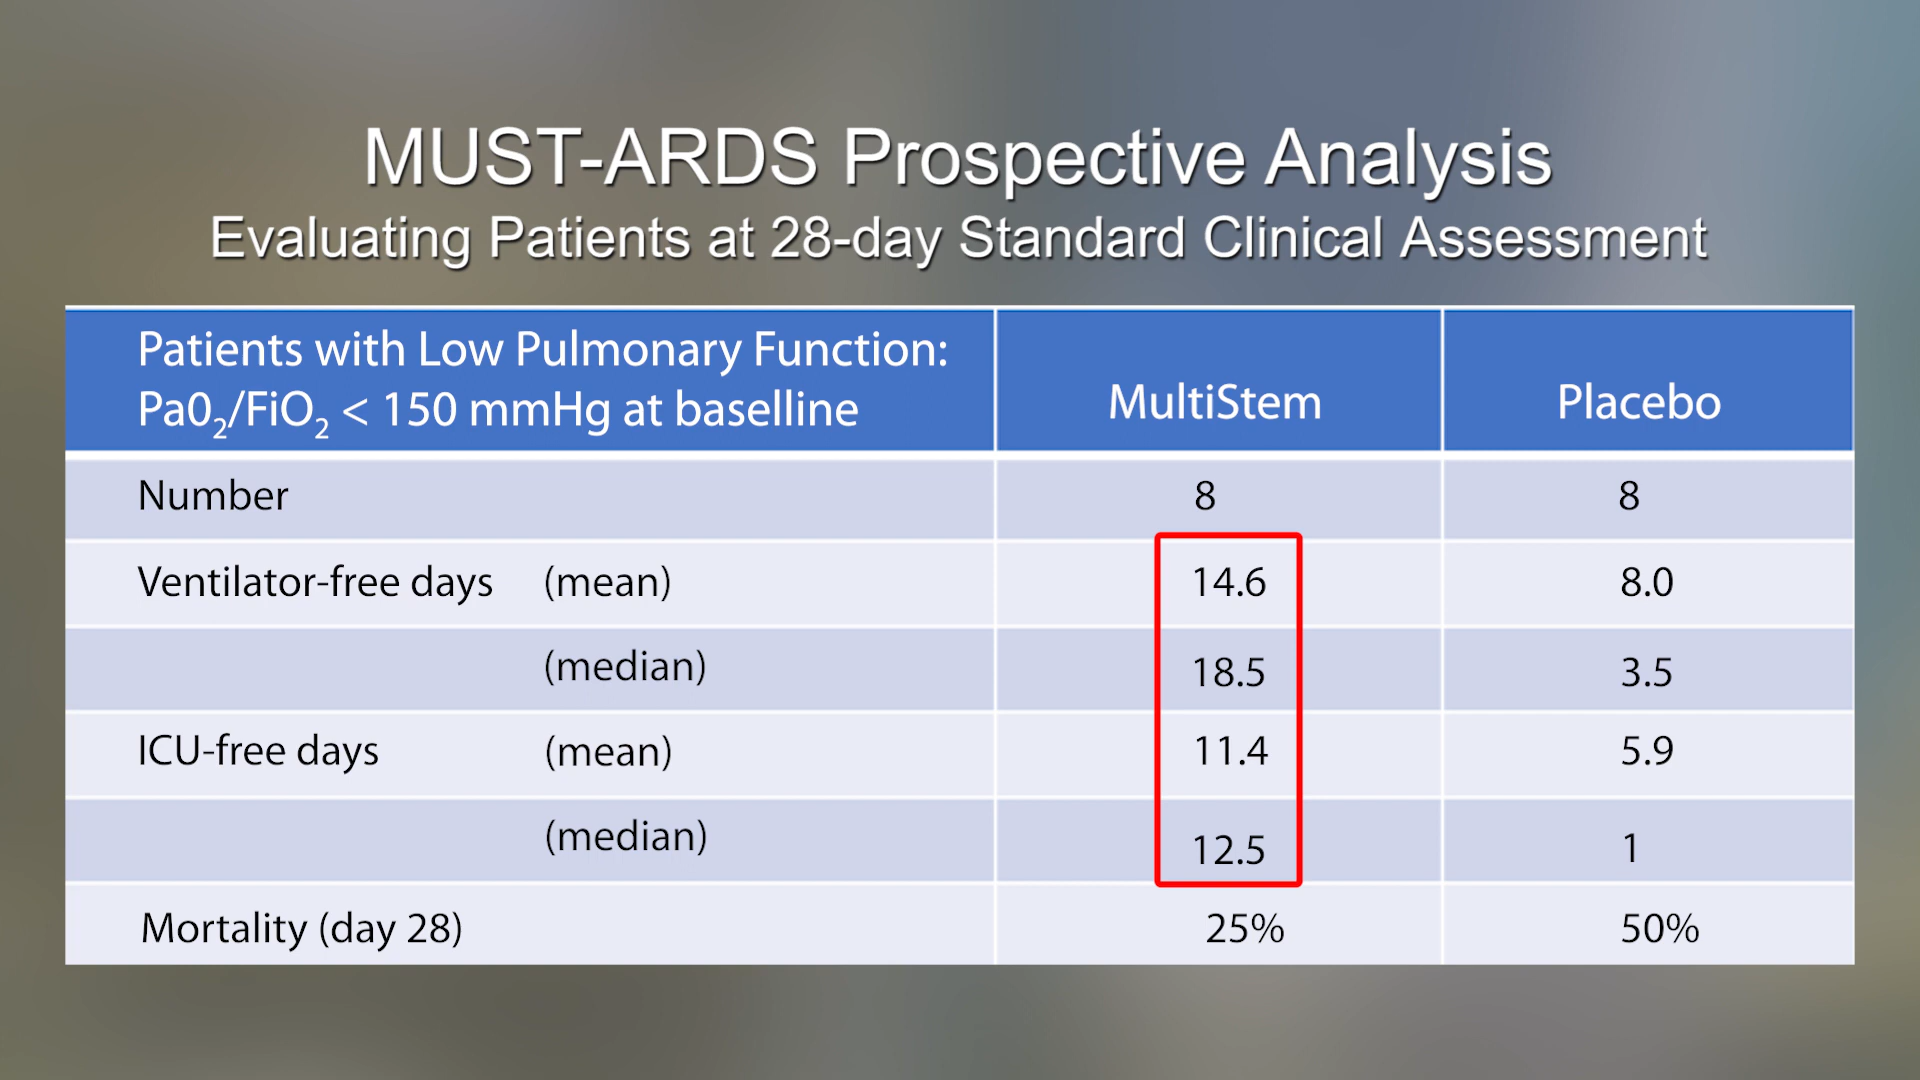 MUST-ARDS Prospective Analysis
Evaluating Patients at 28-day Standard Clinical Assessment
Patients with Low Pulmonary Function:
Pa0₂/FiO₂ < 150 mmHg at baselline
MultiStem
Placebo
Number 8 8
Ventilator-free days (mean) 14.6 8.0
(median) 18.5 3.5
ICU-free days (mean) 11.4 5.9
(median) 12.5 1
Mortality (day 28) 25% 50%